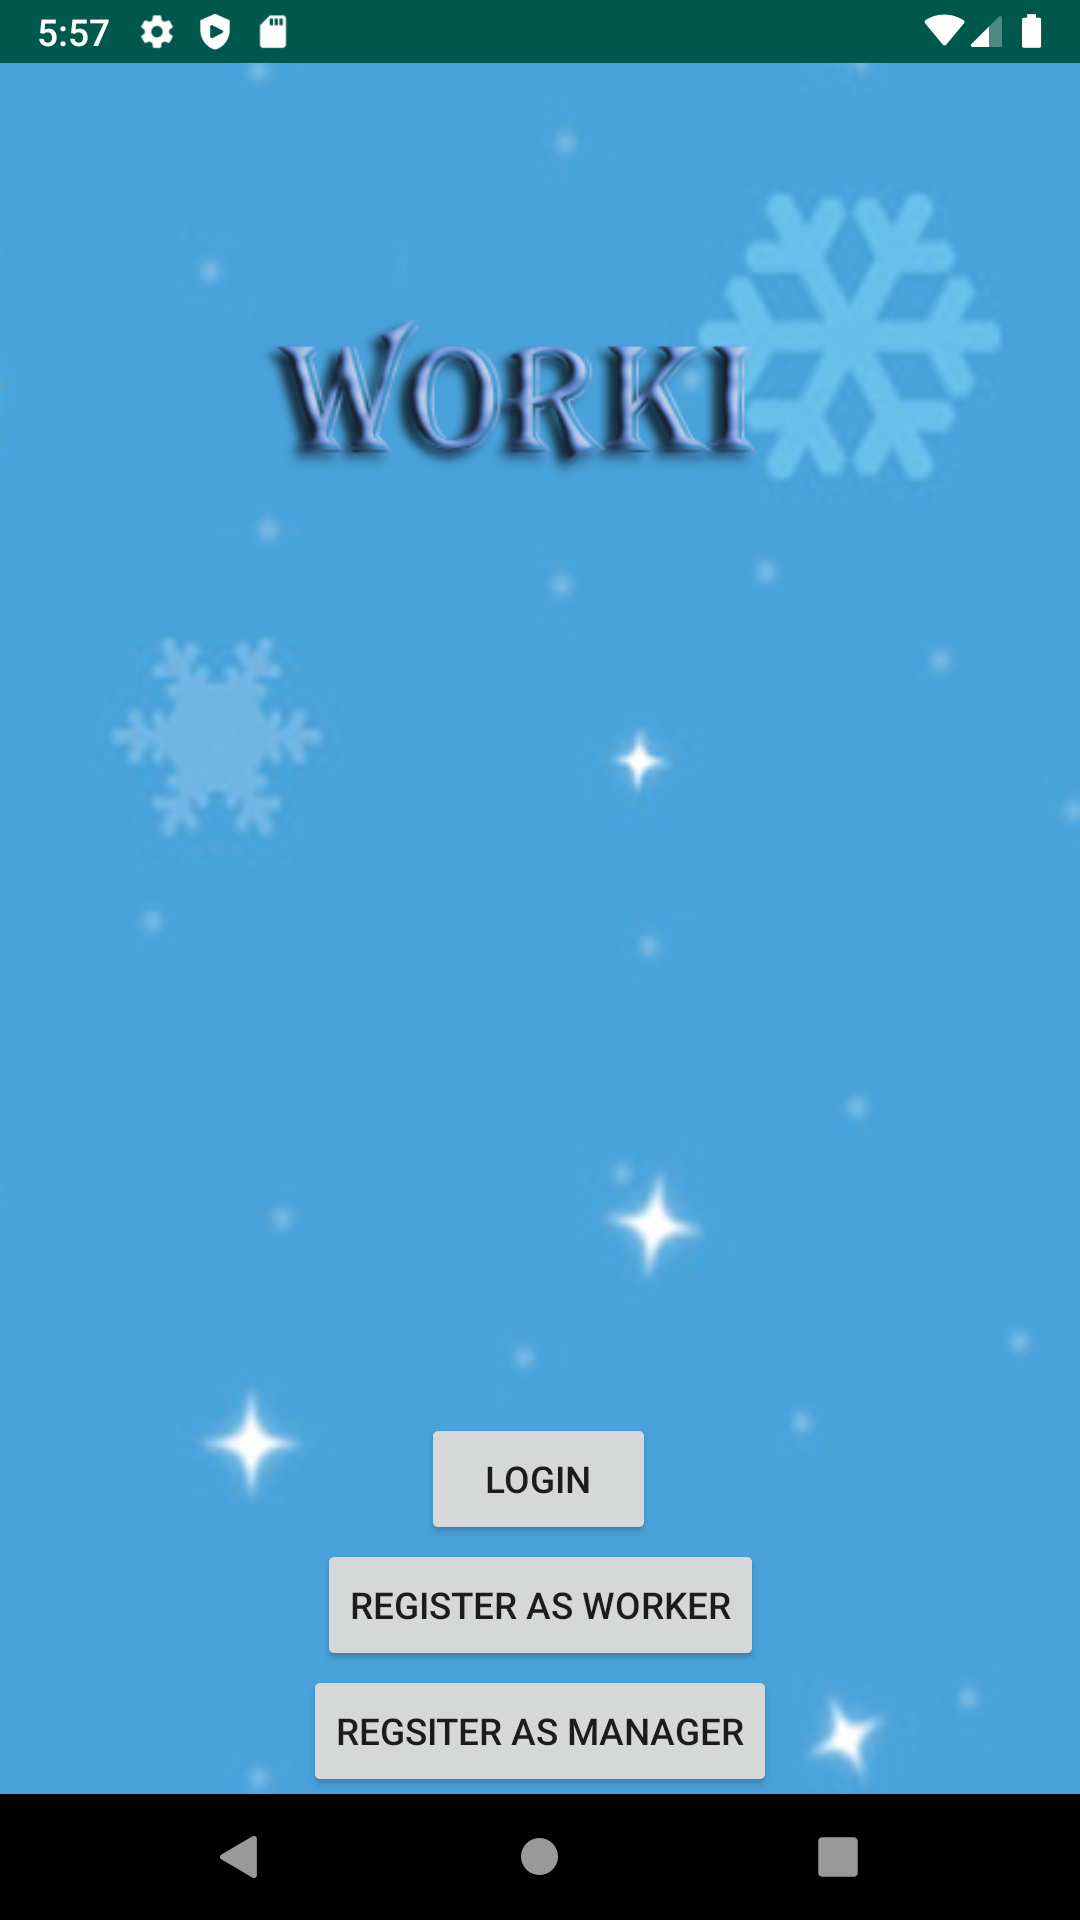 5:57
WORKI
LOGIN
REGISTER AS WORKER
REGSITER AS MANAGER